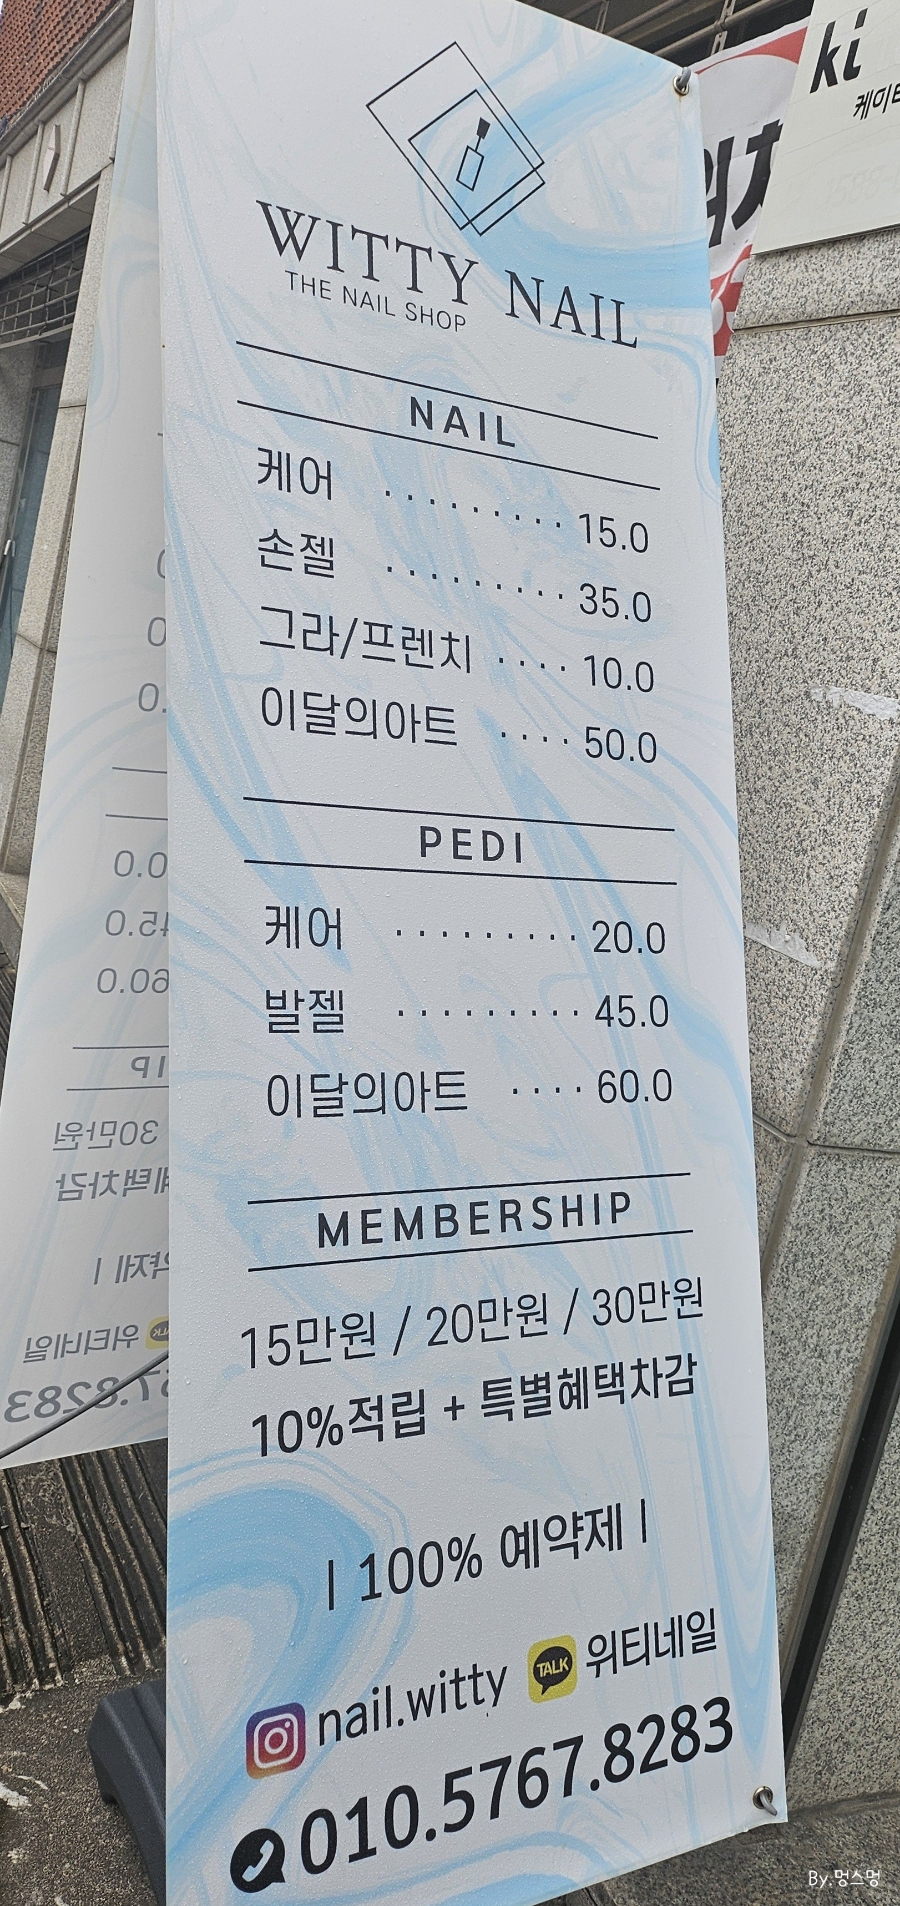 WITTY NAIL
THE NAIL SHOP
NAIL
케어 ········· 15.0
손젤 ········· 35.0
그라/프렌치 ···· 10.0
이달의아트 ···· 50.0
PEDI
케어 ········· 20.0
발젤 ········· 45.0
이달의아트 ···· 60.0
MEMBERSHIP
15만원 / 20만원 / 30만원
10%적립 + 특별혜택차감
| 100% 예약제 |
nail.witty TALK 위티네일
010.5767.8283
ki
케이
By.멍스멍